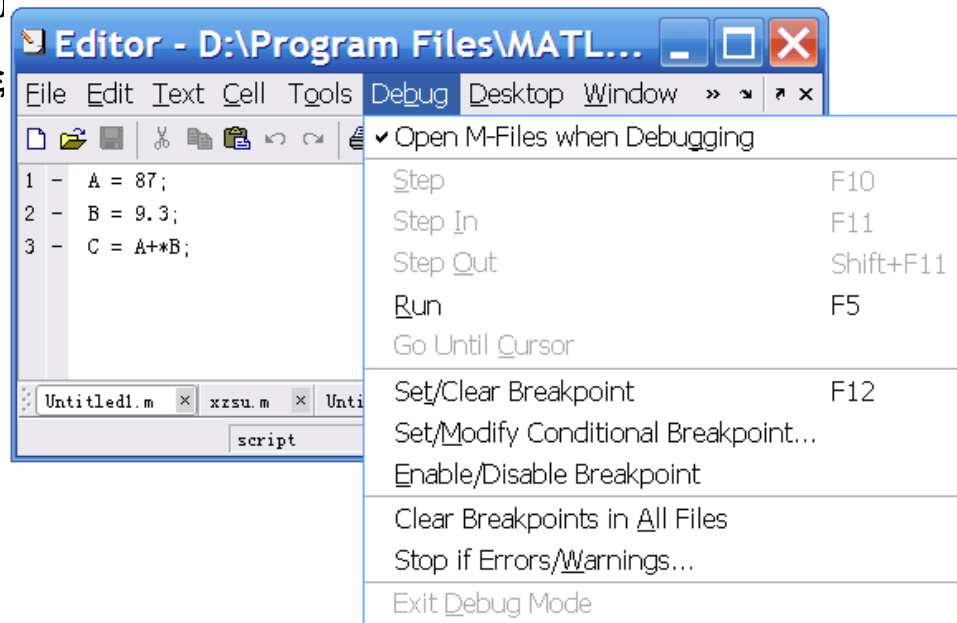 Editor - D:\Program Files\MATL...
File Edit Text Cell Tools Debug Desktop Window »
1 - A = 87;
2 - B = 9.3;
3 - C = A+*B;
Untitled1.m × xzsu.m × Unti
script
✓ Open M-Files when Debugging
Step F10
Step In F11
Step Out Shift+F11
Run F5
Go Until Cursor
Set/Clear Breakpoint F12
Set/Modify Conditional Breakpoint...
Enable/Disable Breakpoint
Clear Breakpoints in All Files
Stop if Errors/Warnings...
Exit Debug Mode